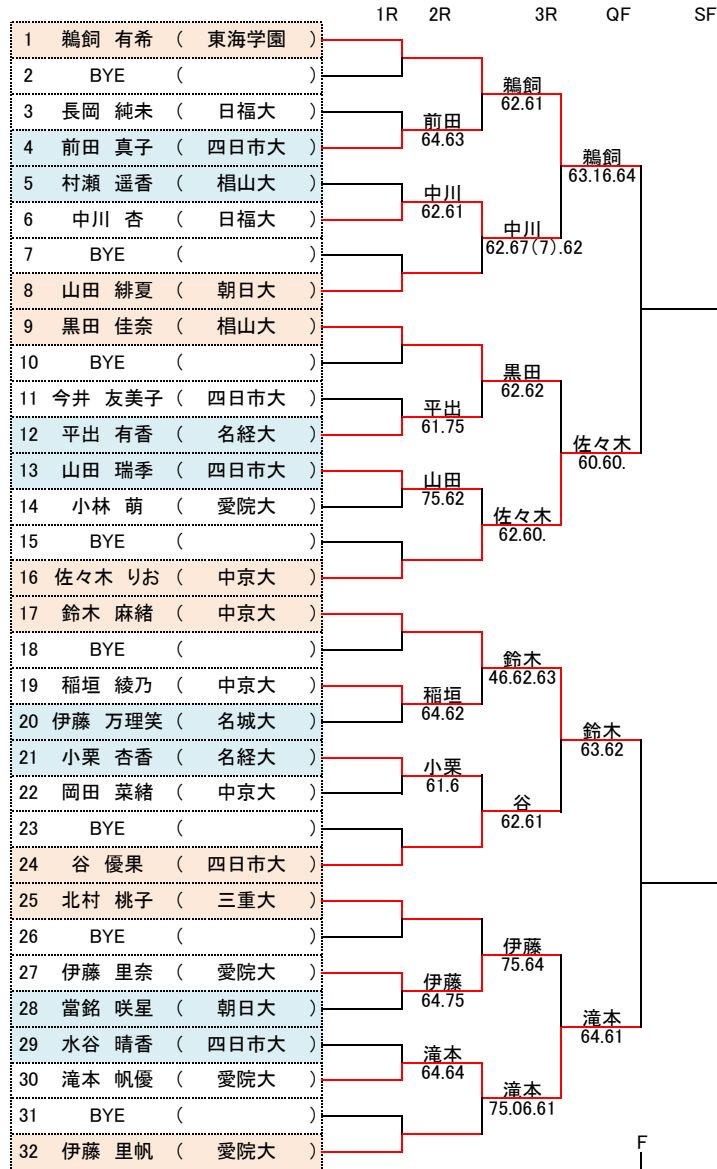 1R 2R 3R QF SF
1 鵜飼 有希 ( 東海学園 )
2 BYE ( )
鵜飼
62.61
3 長岡 純未 ( 日福大 )
前田
64.63
4 前田 真子 ( 四日市大 )
鵜飼
63.16.64
5 村瀬 遥香 ( 椙山大 )
中川
62.61
6 中川 杏 ( 日福大 )
中川
62.67(7).62
7 BYE ( )
8 山田 緋夏 ( 朝日大 )
9 黒田 佳奈 ( 椙山大 )
10 BYE ( )
黒田
62.62
11 今井 友美子 ( 四日市大 )
平出
61.75
12 平出 有香 ( 名経大 )
佐々木
60.60.
13 山田 瑞季 ( 四日市大 )
山田
75.62
14 小林 萌 ( 愛院大 )
佐々木
62.60.
15 BYE ( )
16 佐々木 りお ( 中京大 )
17 鈴木 麻緒 ( 中京大 )
18 BYE ( )
鈴木
46.62.63
19 稲垣 綾乃 ( 中京大 )
稲垣
64.62
20 伊藤 万理笑 ( 名城大 )
鈴木
63.62
21 小栗 杏香 ( 名経大 )
小栗
61.6
22 岡田 菜緒 ( 中京大 )
谷
62.61
23 BYE ( )
24 谷 優果 ( 四日市大 )
25 北村 桃子 ( 三重大 )
26 BYE ( )
伊藤
75.64
27 伊藤 里奈 ( 愛院大 )
伊藤
64.75
28 當銘 咲星 ( 朝日大 )
滝本
64.61
29 水谷 晴香 ( 四日市大 )
滝本
64.64
30 滝本 帆優 ( 愛院大 )
滝本
75.06.61
31 BYE ( )
32 伊藤 里帆 ( 愛院大 )
F